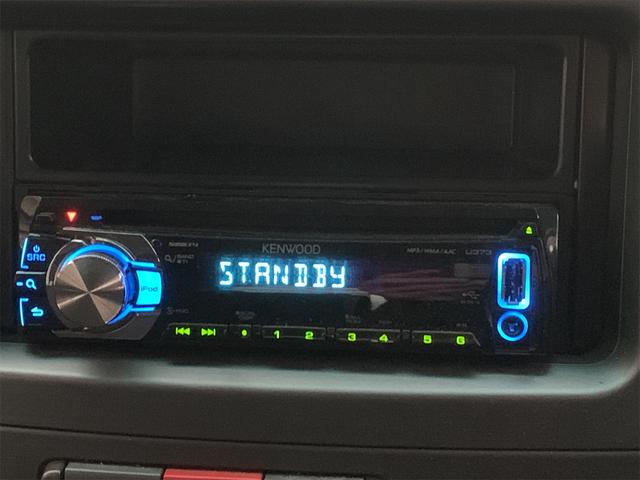 KENWOOD
MP3/WMA/AAC
U373
SRC
iPod
STANDBY
1 2 3 4 5 6